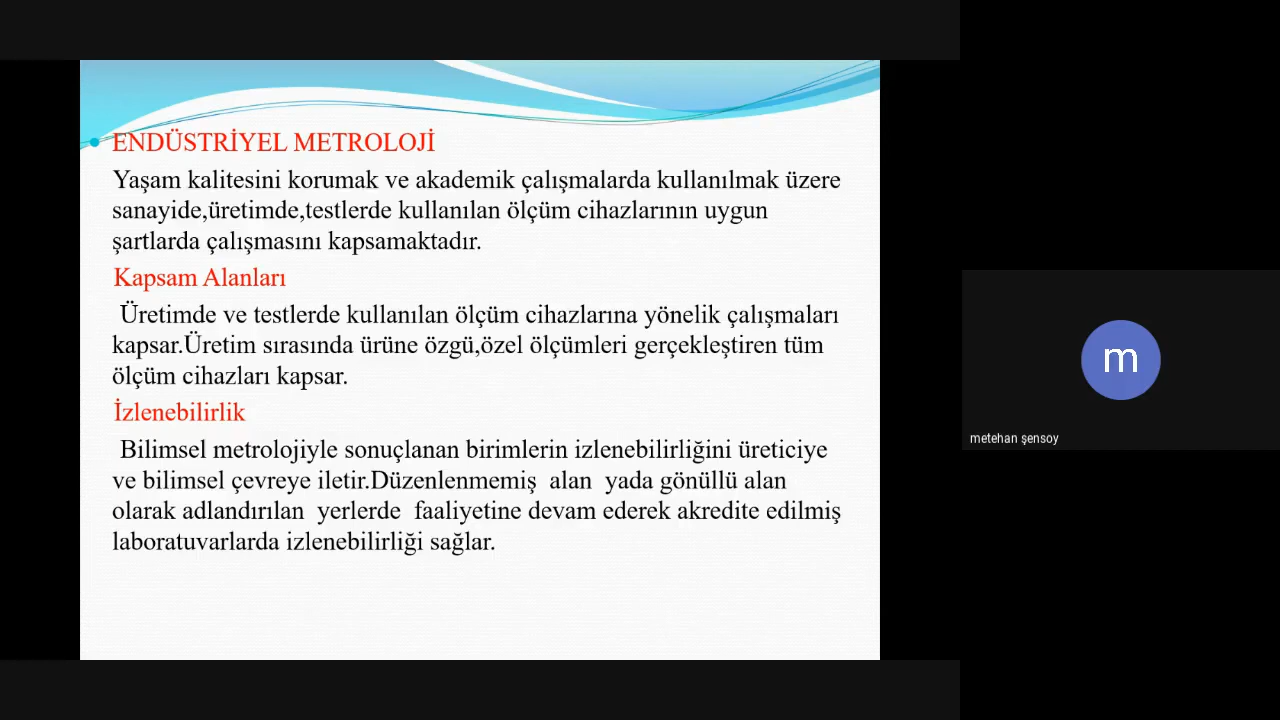 ENDÜSTRİYEL METROLOJİ
Yaşam kalitesini korumak ve akademik çalışmalarda kullanılmak üzere
sanayide,üretimde,testlerde kullanılan ölçüm cihazlarının uygun
şartlarda çalışmasını kapsamaktadır.
Kapsam Alanları
Üretimde ve testlerde kullanılan ölçüm cihazlarına yönelik çalışmaları
kapsar.Üretim sırasında ürüne özgü,özel ölçümleri gerçekleştiren tüm
ölçüm cihazları kapsar.
İzlenebilirlik
Bilimsel metrolojiyle sonuçlanan birimlerin izlenebilirliğini üreticiye
ve bilimsel çevreye iletir.Düzenlenmemiş  alan  yada gönüllü alan
olarak adlandırılan  yerlerde  faaliyetine devam ederek akredite edilmiş
laboratuvarlarda izlenebilirliği sağlar.
m
metehan şensoy